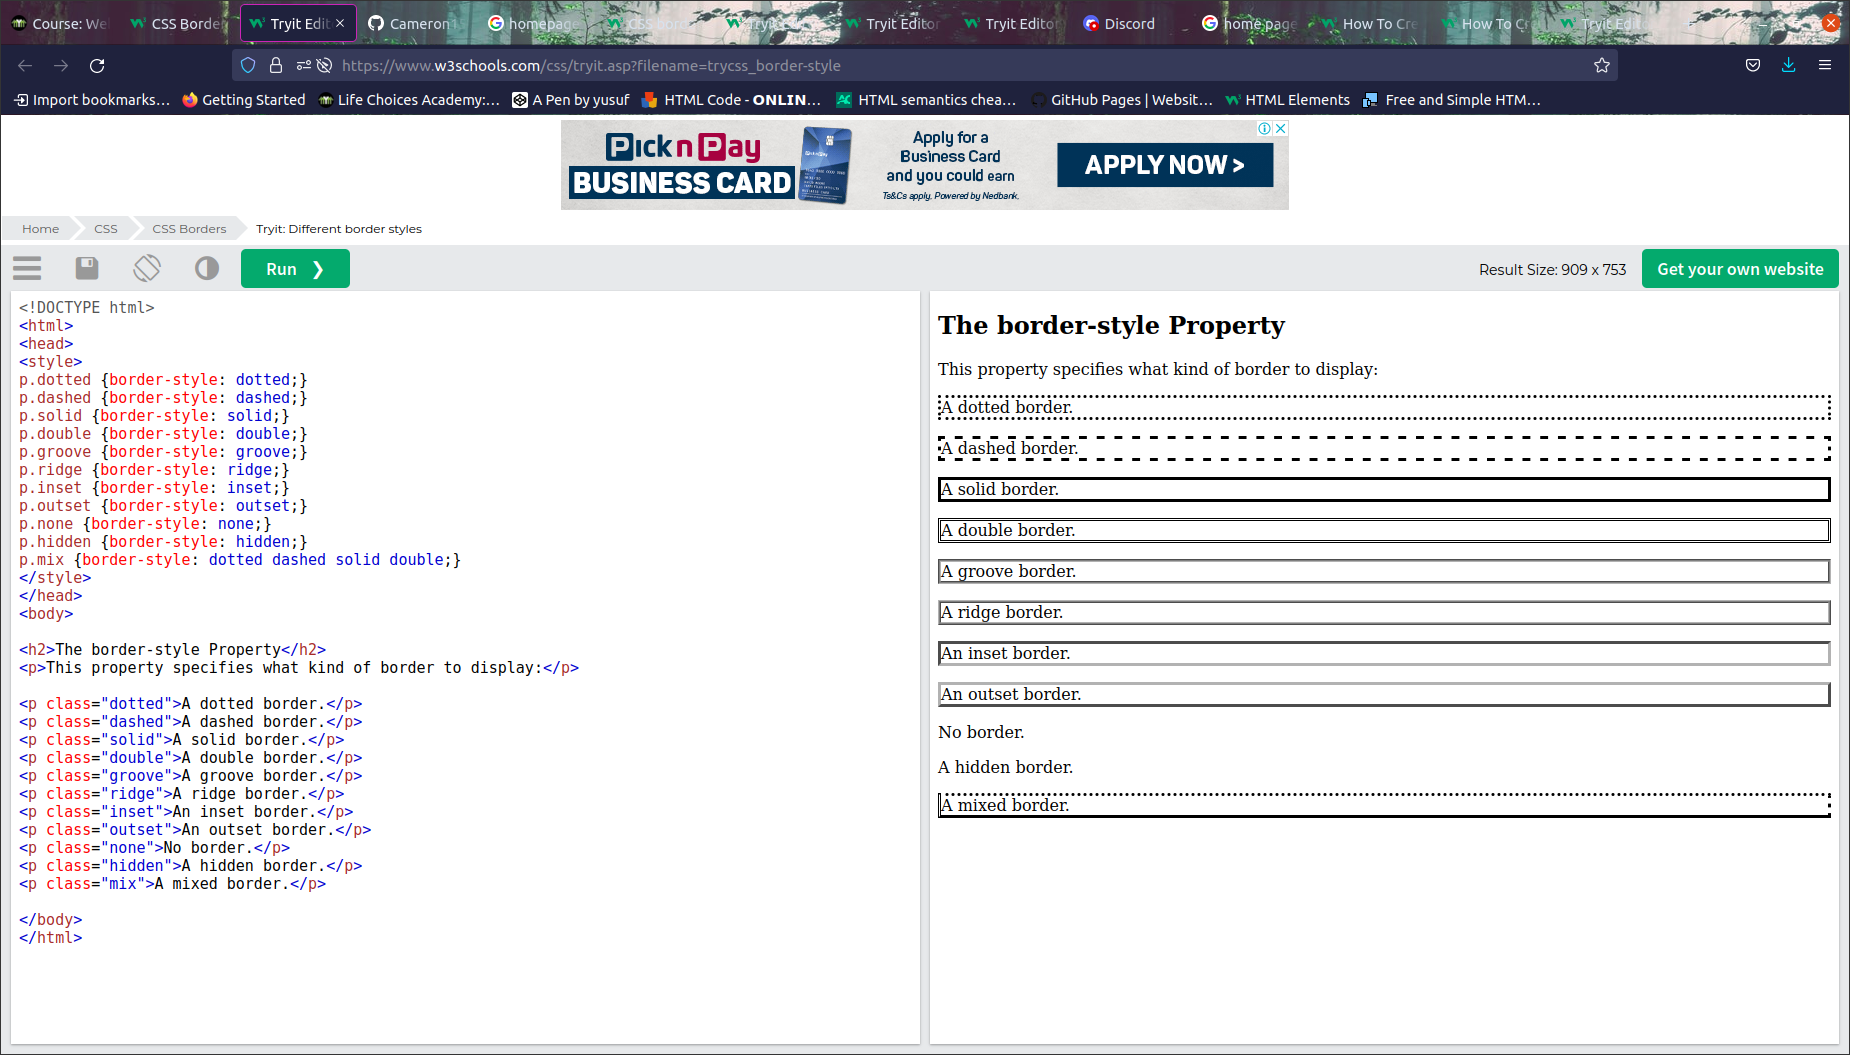 Course: We
CSS Borde
Tryit Edit
Cameron
homepage
CSS bord
Tryit Editor
Tryit Editor
Discord
home page
How To Cre
How To Cre
Tryit Edit
https://www.w3schools.com/css/tryit.asp?filename=trycss_border-style
Import bookmarks...
Getting Started
Life Choices Academy:...
A Pen by yusuf
HTML Code - ONLIN...
HTML semantics chea...
GitHub Pages | Websit...
HTML Elements
Free and Simple HTM...
Pick n Pay
BUSINESS CARD
Apply for a
Business Card
and you could earn
Ts&Cs apply. Powered by Nedbank.
APPLY NOW >
Home
CSS
CSS Borders
Tryit: Different border styles
Run ❯
Result Size: 909 x 753
Get your own website
<!DOCTYPE html>
<html>
<head>
<style>
p.dotted {border-style: dotted;}
p.dashed {border-style: dashed;}
p.solid {border-style: solid;}
p.double {border-style: double;}
p.groove {border-style: groove;}
p.ridge {border-style: ridge;}
p.inset {border-style: inset;}
p.outset {border-style: outset;}
p.none {border-style: none;}
p.hidden {border-style: hidden;}
p.mix {border-style: dotted dashed solid double;}
</style>
</head>
<body>
<h2>The border-style Property</h2>
<p>This property specifies what kind of border to display:</p>
<p class="dotted">A dotted border.</p>
<p class="dashed">A dashed border.</p>
<p class="solid">A solid border.</p>
<p class="double">A double border.</p>
<p class="groove">A groove border.</p>
<p class="ridge">A ridge border.</p>
<p class="inset">An inset border.</p>
<p class="outset">An outset border.</p>
<p class="none">No border.</p>
<p class="hidden">A hidden border.</p>
<p class="mix">A mixed border.</p>
</body>
</html>
The border-style Property
This property specifies what kind of border to display:
A dotted border.
A dashed border.
A solid border.
A double border.
A groove border.
A ridge border.
An inset border.
An outset border.
No border.
A hidden border.
A mixed border.